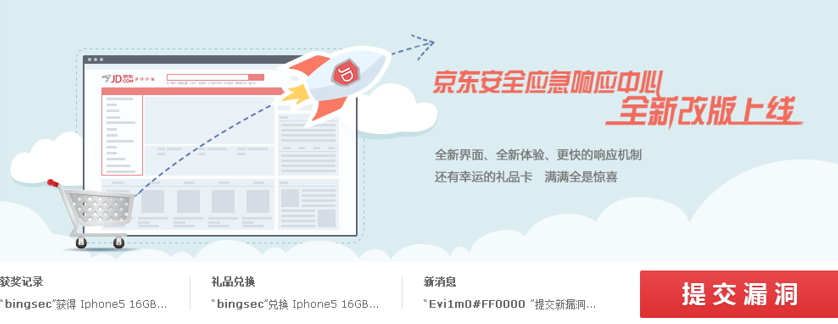 JD
JD
.COM
京东安全应急响应中心
全新改版上线
全新界面、全新体验、更快的响应机制
还有幸运的礼品卡 满满全是惊喜
获奖记录
“bingsec”获得 Iphone5 16GB...
礼品兑换
“bingsec”兑换 Iphone5 16GB...
新消息
“Evi1m0#FF0000 ”提交新漏洞...
提交漏洞